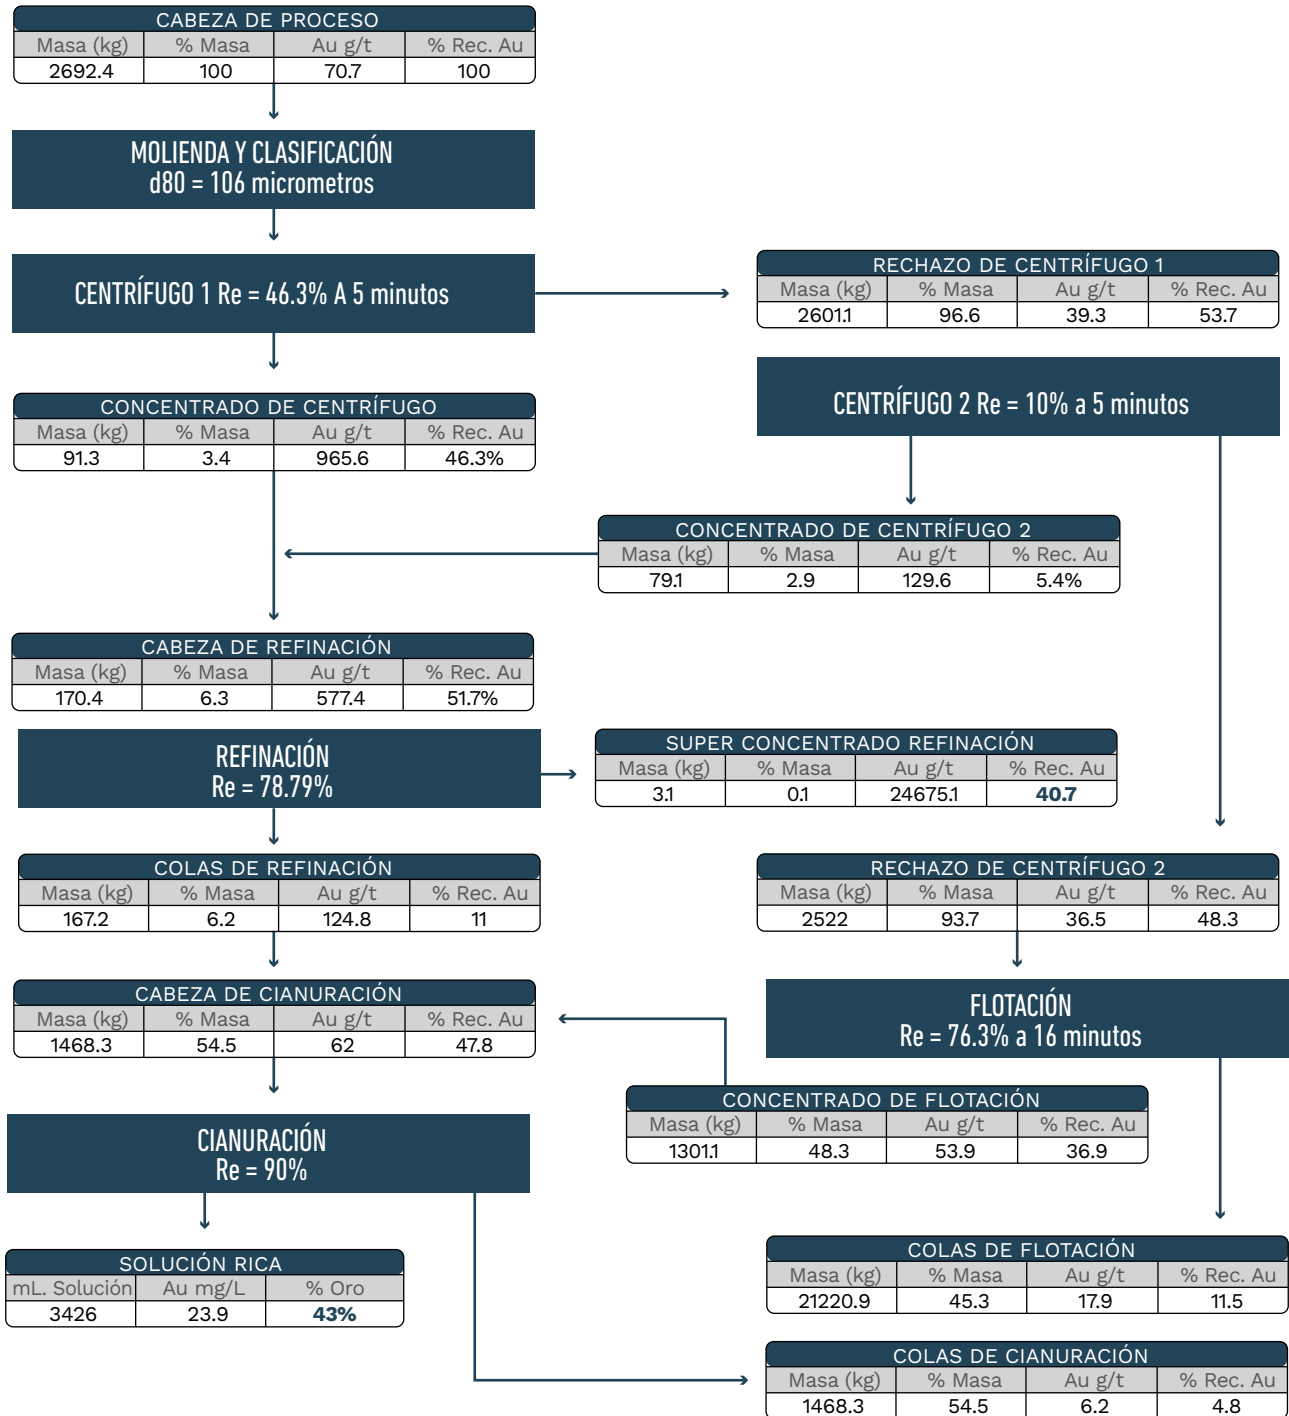 CABEZA DE PROCESO
Masa (kg) % Masa Au g/t % Rec. Au
2692.4 100 70.7 100
MOLIENDA Y CLASIFICACIÓN
d80 = 106 micrometros
CENTRÍFUGO 1 Re = 46.3% A 5 minutos
RECHAZO DE CENTRÍFUGO 1
Masa (kg) % Masa Au g/t % Rec. Au
2601.1 96.6 39.3 53.7
CENTRÍFUGO 2 Re = 10% a 5 minutos
CONCENTRADO DE CENTRÍFUGO
Masa (kg) % Masa Au g/t % Rec. Au
91.3 3.4 965.6 46.3%
CONCENTRADO DE CENTRÍFUGO 2
Masa (kg) % Masa Au g/t % Rec. Au
79.1 2.9 129.6 5.4%
CABEZA DE REFINACIÓN
Masa (kg) % Masa Au g/t % Rec. Au
170.4 6.3 577.4 51.7%
REFINACIÓN
Re = 78.79%
SUPER CONCENTRADO REFINACIÓN
Masa (kg) % Masa Au g/t % Rec. Au
3.1 0.1 24675.1 40.7
COLAS DE REFINACIÓN
Masa (kg) % Masa Au g/t % Rec. Au
167.2 6.2 124.8 11
RECHAZO DE CENTRÍFUGO 2
Masa (kg) % Masa Au g/t % Rec. Au
2522 93.7 36.5 48.3
CABEZA DE CIANURACIÓN
Masa (kg) % Masa Au g/t % Rec. Au
1468.3 54.5 62 47.8
FLOTACIÓN
Re = 76.3% a 16 minutos
CONCENTRADO DE FLOTACIÓN
Masa (kg) % Masa Au g/t % Rec. Au
1301.1 48.3 53.9 36.9
CIANURACIÓN
Re = 90%
SOLUCIÓN RICA
mL. Solución Au mg/L % Oro
3426 23.9 43%
COLAS DE FLOTACIÓN
Masa (kg) % Masa Au g/t % Rec. Au
21220.9 45.3 17.9 11.5
COLAS DE CIANURACIÓN
Masa (kg) % Masa Au g/t % Rec. Au
1468.3 54.5 6.2 4.8